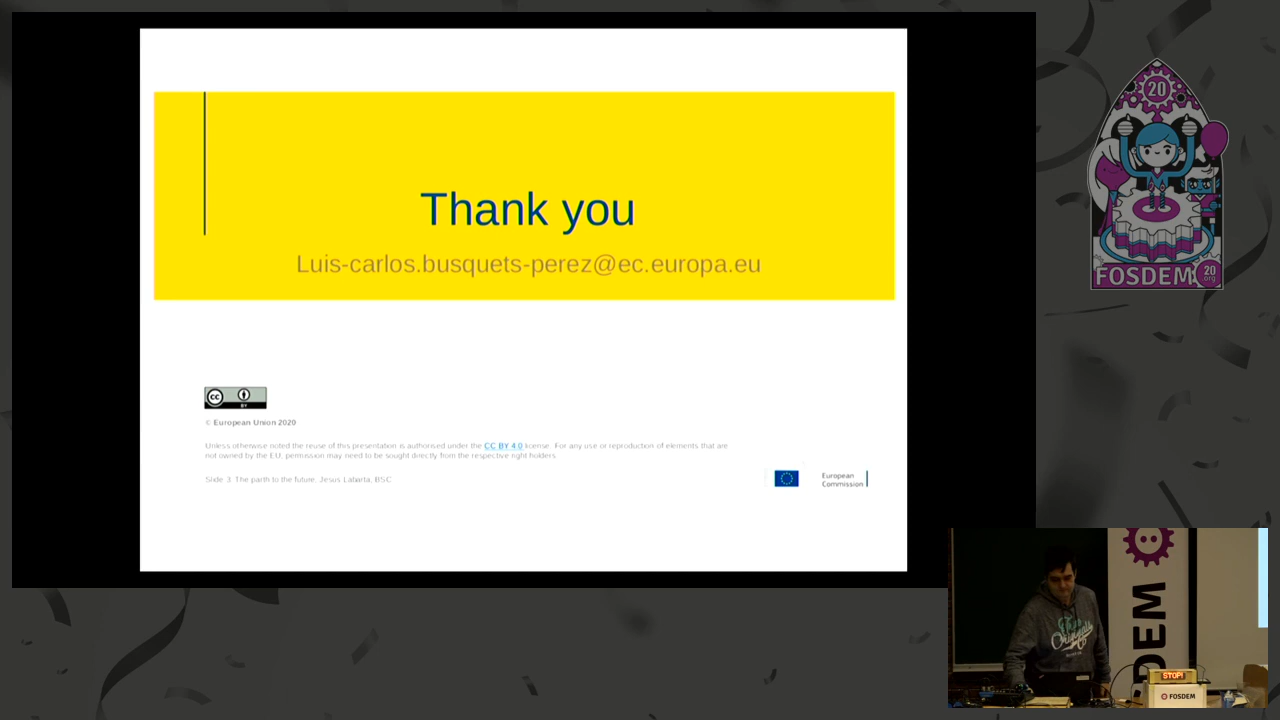 Thank you
Luis-carlos.busquets-perez@ec.europa.eu
cc
BY
© European Union 2020
Unless otherwise noted the reuse of this presentation is authorised under the CC BY 4.0 license. For any use or reproduction of elements that are
not owned by the EU, permission may need to be sought directly from the respective right holders.
Slide 3: The parth to the future, Jesus Labarta, BSC
European
Commission
20
FOSDEM
20
.org
DEM
STOP!
FOSDEM